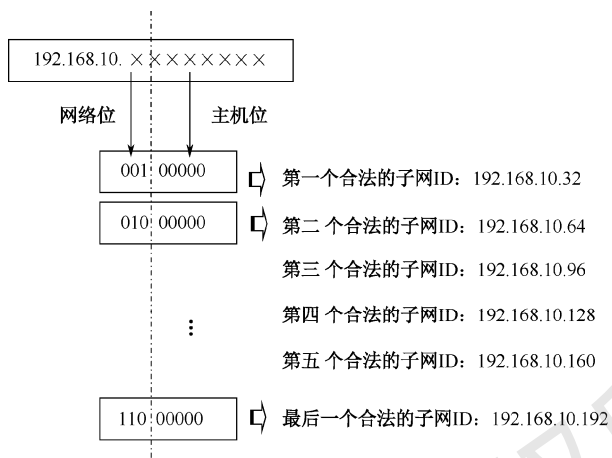 192.168.10. ××××××××
网络位 主机位
001 00000 第一个合法的子网ID：192.168.10.32
010 00000 第二 个合法的子网ID：192.168.10.64
第三 个合法的子网ID：192.168.10.96
第四 个合法的子网ID：192.168.10.128
第五 个合法的子网ID：192.168.10.160
110 00000 最后一个合法的子网ID：192.168.10.192